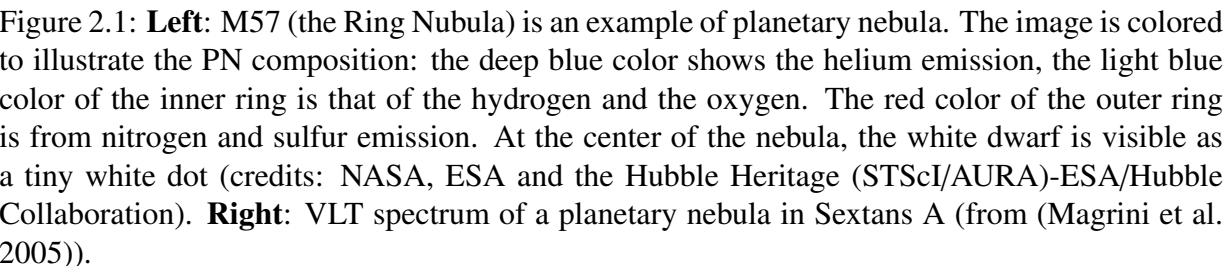 Figure 2.1: Left: M57 (the Ring Nubula) is an example of planetary nebula. The image is colored
to illustrate the PN composition: the deep blue color shows the helium emission, the light blue
color of the inner ring is that of the hydrogen and the oxygen. The red color of the outer ring
is from nitrogen and sulfur emission. At the center of the nebula, the white dwarf is visible as
a tiny white dot (credits: NASA, ESA and the Hubble Heritage (STScI/AURA)-ESA/Hubble
Collaboration). Right: VLT spectrum of a planetary nebula in Sextans A (from (Magrini et al.
2005)).